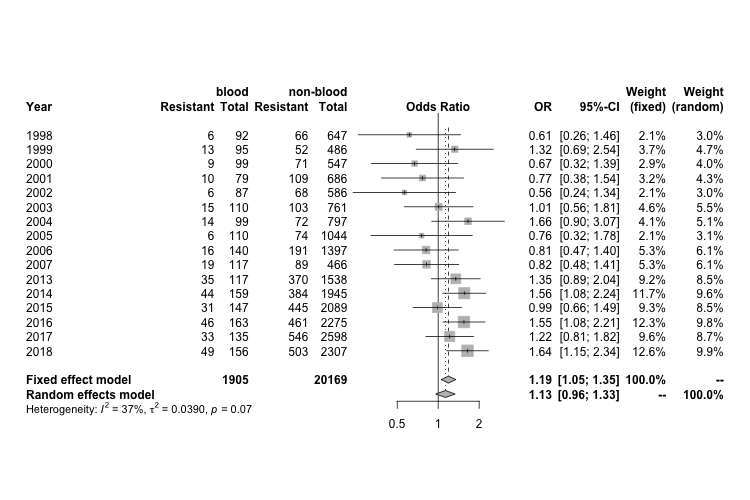 blood non-blood Weight Weight
Year Resistant Total Resistant Total Odds Ratio OR 95%-CI (fixed) (random)
1998 6 92 66 647 0.61 [0.26; 1.46] 2.1% 3.0%
1999 13 95 52 486 1.32 [0.69; 2.54] 3.7% 4.7%
2000 9 99 71 547 0.67 [0.32; 1.39] 2.9% 4.0%
2001 10 79 109 686 0.77 [0.38; 1.54] 3.2% 4.3%
2002 6 87 68 586 0.56 [0.24; 1.34] 2.1% 3.0%
2003 15 110 103 761 1.01 [0.56; 1.81] 4.6% 5.5%
2004 14 99 72 797 1.66 [0.90; 3.07] 4.1% 5.1%
2005 6 110 74 1044 0.76 [0.32; 1.78] 2.1% 3.1%
2006 16 140 191 1397 0.81 [0.47; 1.40] 5.3% 6.1%
2007 19 117 89 466 0.82 [0.48; 1.41] 5.3% 6.1%
2013 35 117 370 1538 1.35 [0.89; 2.04] 9.2% 8.5%
2014 44 159 384 1945 1.56 [1.08; 2.24] 11.7% 9.6%
2015 31 147 445 2089 0.99 [0.66; 1.49] 9.3% 8.5%
2016 46 163 461 2275 1.55 [1.08; 2.21] 12.3% 9.8%
2017 33 135 546 2598 1.22 [0.81; 1.82] 9.6% 8.7%
2018 49 156 503 2307 1.64 [1.15; 2.34] 12.6% 9.9%
Fixed effect model 1905 20169 1.19 [1.05; 1.35] 100.0% --
Random effects model 1.13 [0.96; 1.33] -- 100.0%
Heterogeneity: I² = 37%, τ² = 0.0390, p = 0.07
0.5 1 2